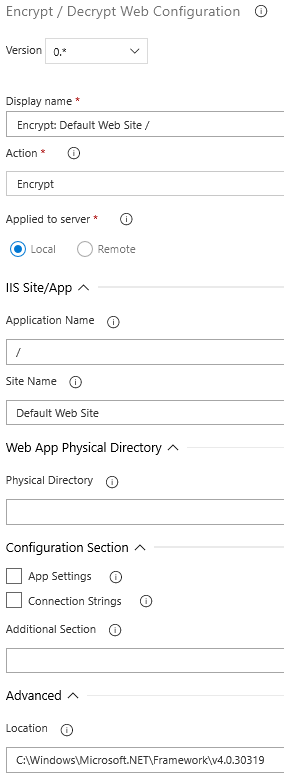 Encrypt / Decrypt Web Configuration
Version 0.*
Display name *
Encrypt: Default Web Site /
Action *
Encrypt
Applied to server *
Local Remote
IIS Site/App
Application Name
/
Site Name
Default Web Site
Web App Physical Directory
Physical Directory
Configuration Section
App Settings
Connection Strings
Additional Section
Advanced
Location
C:\Windows\Microsoft.NET\Framework\v4.0.30319